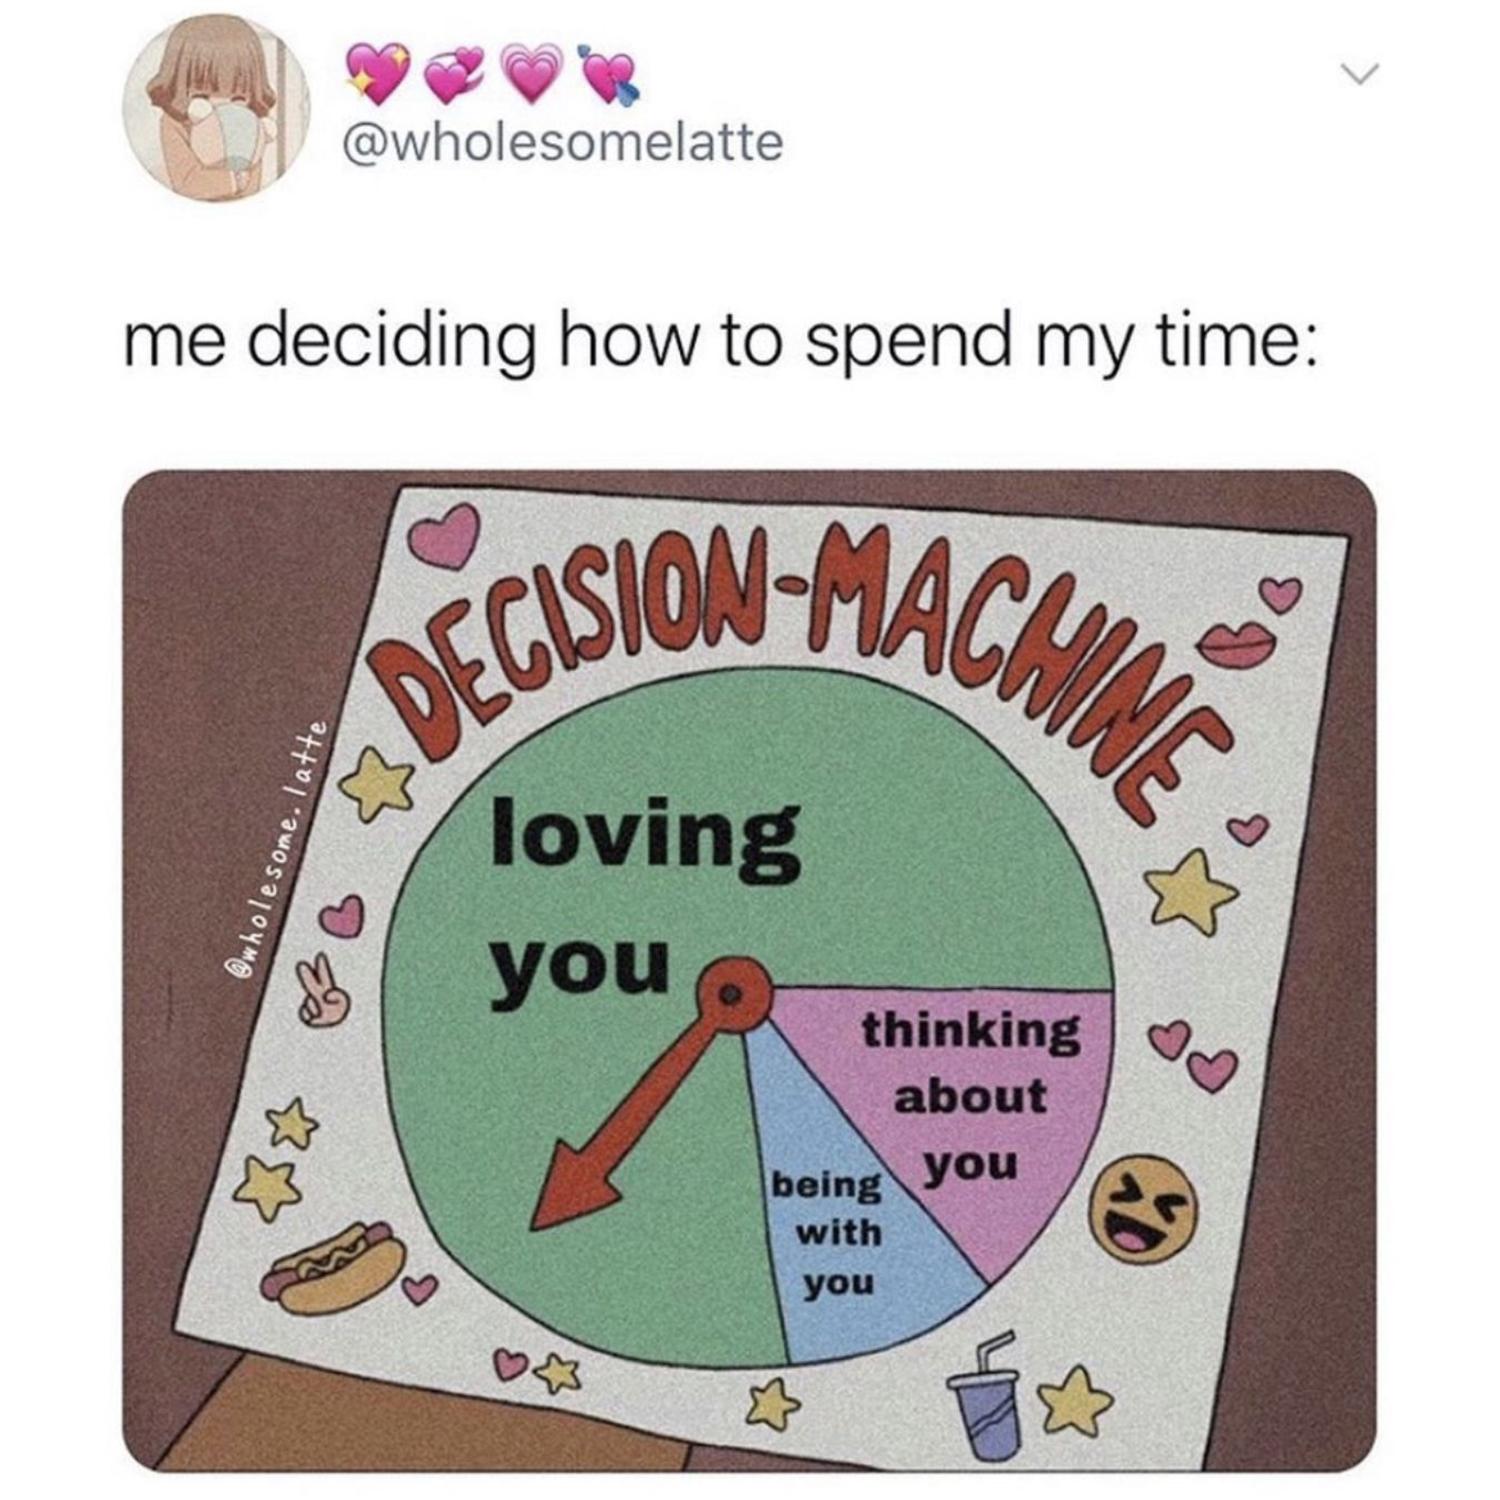 @wholesomelatte
me deciding how to spend my time:
DECISION-MACHINE
@wholesome.latte
loving
you
thinking
about
you
being
with
you